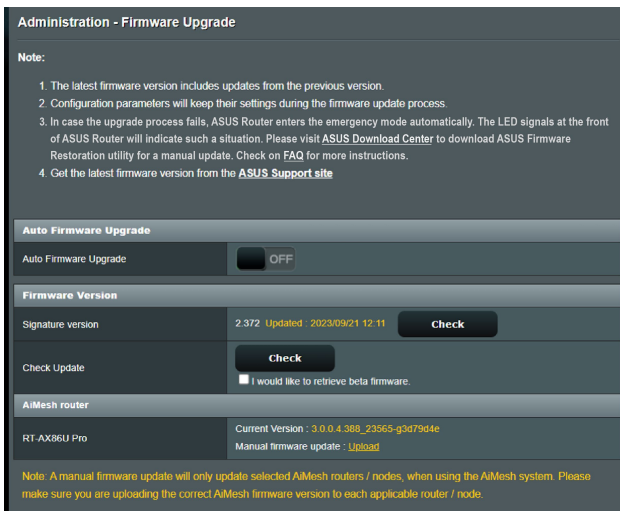 Administration - Firmware Upgrade
Note:
1. The latest firmware version includes updates from the previous version.
2. Configuration parameters will keep their settings during the firmware update process.
3. In case the upgrade process fails, ASUS Router enters the emergency mode automatically. The LED signals at the front
of ASUS Router will indicate such a situation. Please visit ASUS Download Center to download ASUS Firmware
Restoration utility for a manual update. Check on FAQ for more instructions.
4. Get the latest firmware version from the ASUS Support site
Auto Firmware Upgrade
Auto Firmware Upgrade OFF
Firmware Version
Signature version 2.372 Updated : 2023/09/21 12:11 Check
Check Update Check
I would like to retrieve beta firmware.
AiMesh router
RT-AX86U Pro Current Version : 3.0.0.4.388_23565-g3d79d4e
Manual firmware update : Upload
Note: A manual firmware update will only update selected AiMesh routers / nodes, when using the AiMesh system. Please
make sure you are uploading the correct AiMesh firmware version to each applicable router / node.